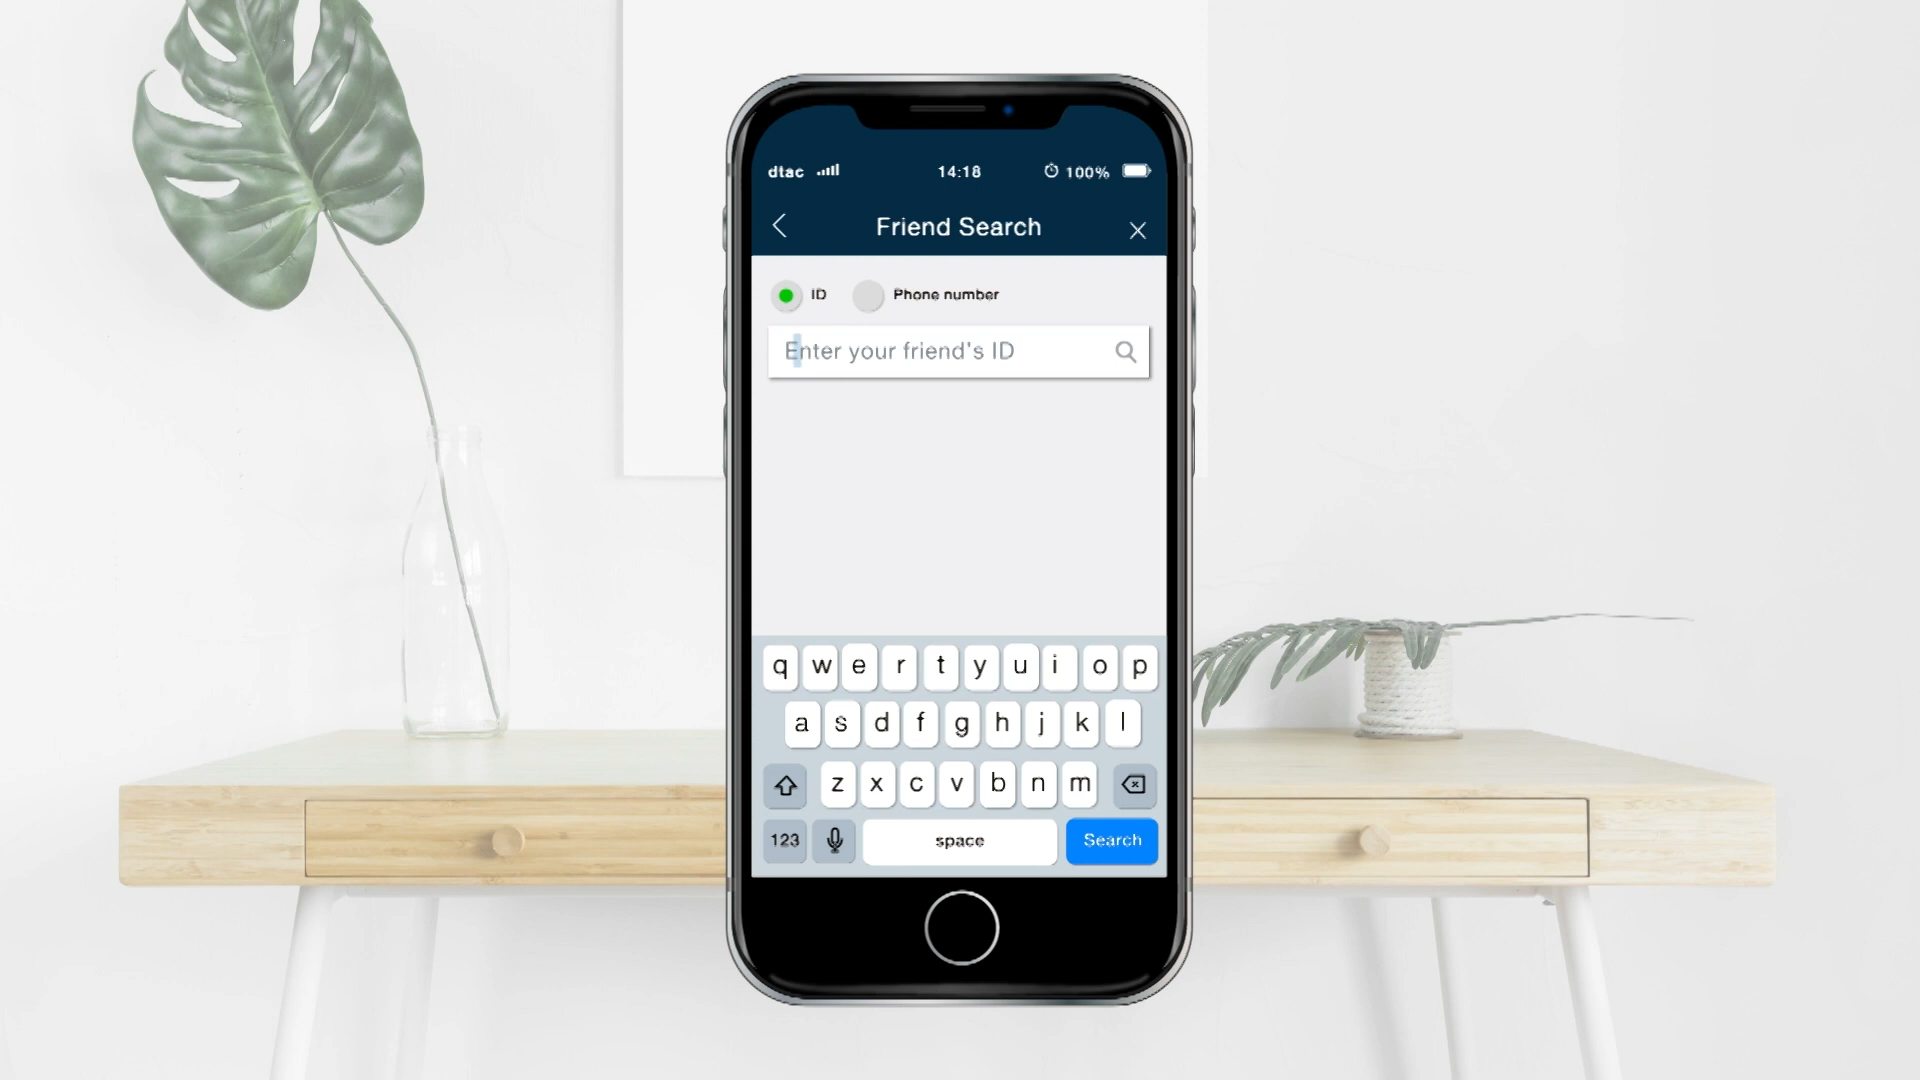 dtac 14:18 100%
Friend Search
ID Phone number
Enter your friend's ID
q w e r t y u i o p
a s d f g h j k l
z x c v b n m
123 space Search